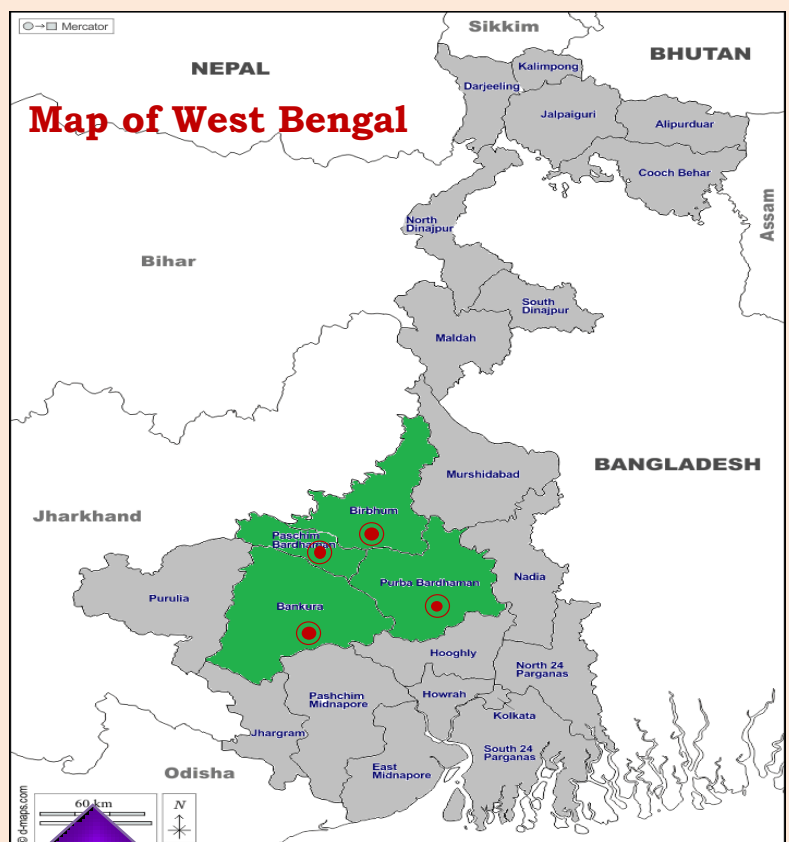 Mercator
Sikkim
NEPAL
BHUTAN
Kalimpong
Darjeeling
Map of West Bengal
Jalpaiguri
Alipurduar
Cooch Behar
Assam
North
Dinajpur
Bihar
South
Dinajpur
Maldah
BANGLADESH
Murshidabad
Jharkhand
Birbhum
Paschim
Bardhaman
Nadia
Purba Bardhaman
Purulia
Bankura
Hooghly
North 24
Parganas
Pashchim
Midnapore
Howrah
Kolkata
Jhargram
South 24
Parganas
Odisha
East
Midnapore
60 km
N
© d-maps.com